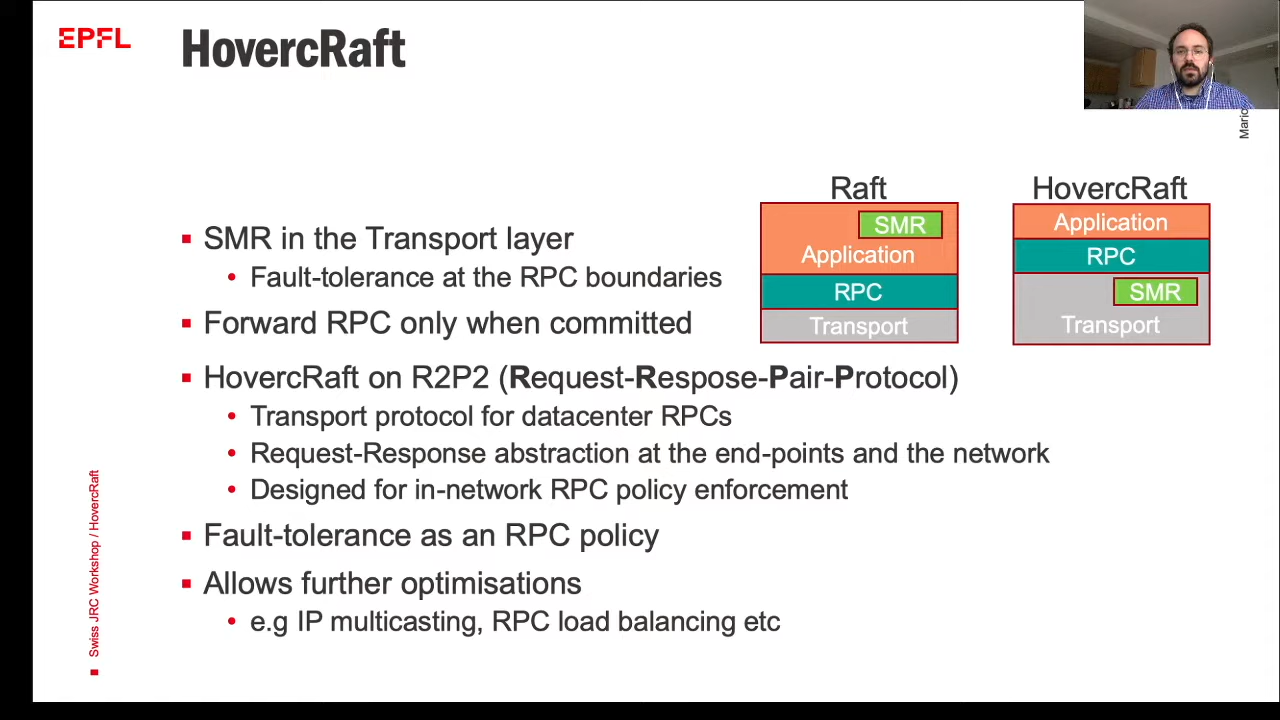 EPFL
HovercRaft
Mario
Raft
HovercRaft
SMR
Application
RPC
Transport
Application
RPC
SMR
Transport
▪ SMR in the Transport layer
• Fault-tolerance at the RPC boundaries
▪ Forward RPC only when committed
▪ HovercRaft on R2P2 (Request-Respose-Pair-Protocol)
• Transport protocol for datacenter RPCs
• Request-Response abstraction at the end-points and the network
• Designed for in-network RPC policy enforcement
▪ Fault-tolerance as an RPC policy
▪ Allows further optimisations
• e.g IP multicasting, RPC load balancing etc
▪ Swiss JRC Workshop / HovercRaft